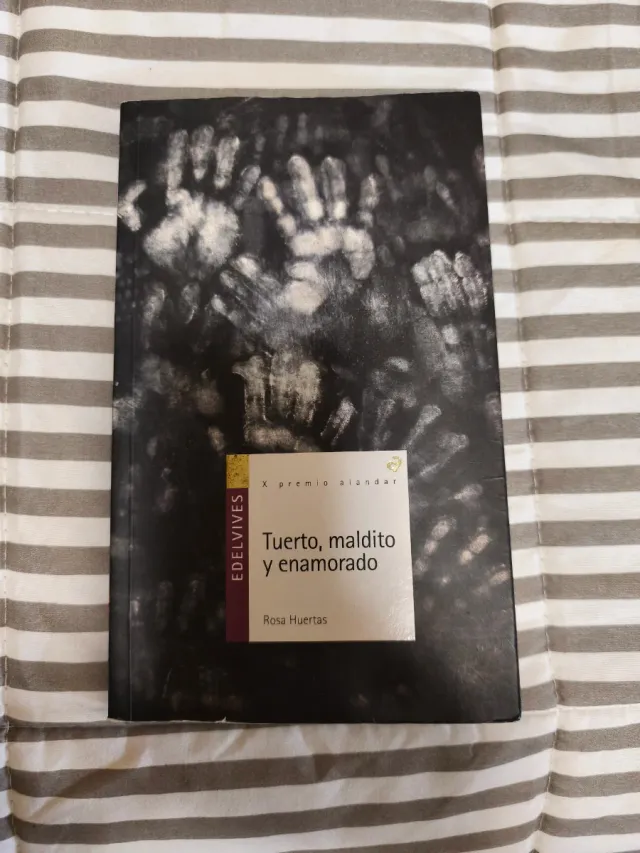 X premio alandar
EDELVIVES
Tuerto, maldito
y enamorado
Rosa Huertas